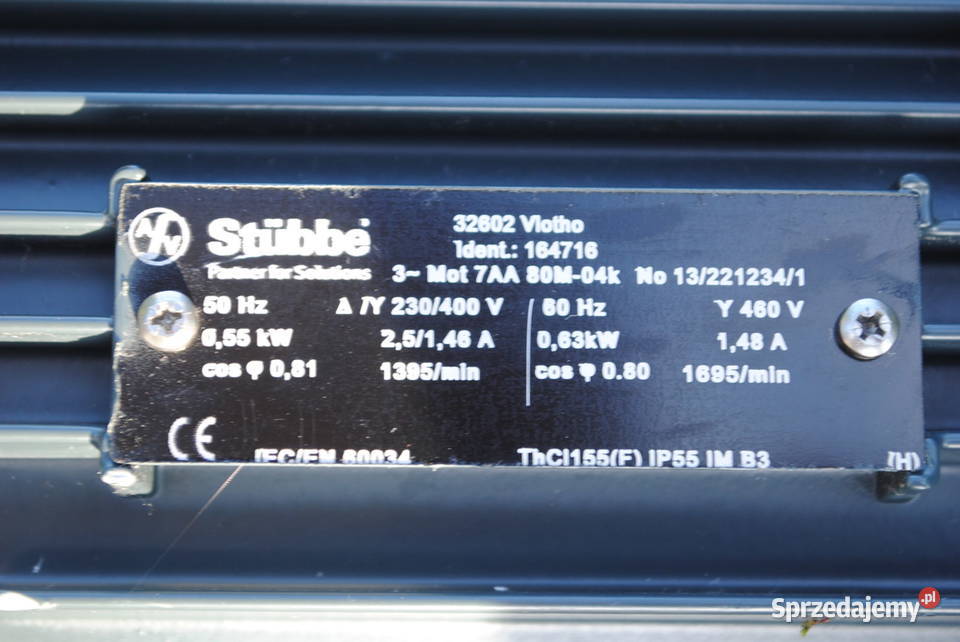 ASV Stübbe
Partner for Solutions
32602 Vlotho
Ident.: 164716
3~ Mot 7AA 80M-04k No 13/221234/1
50 Hz Δ /Y 230/400 V
0,55 kW 2,5/1,46 A
cos φ 0,81 1395/min
60 Hz Y 460 V
0,63kW 1,48 A
cos φ 0.80 1695/min
CE IEC/EN 60034 ThCl155(F) IP55 IM B3 (H)
Sprzedajemy.pl